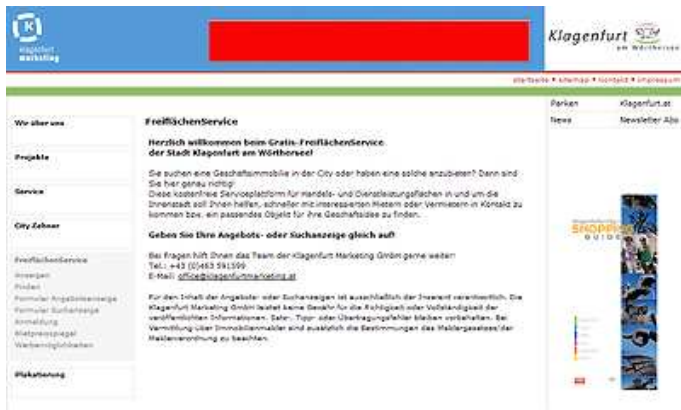 klagenfurt
marketing
Klagenfurt
am Wörthersee
startseite • sitemap • kontakt • impressum
Parken Klagenfurt.at
News Newsletter Abo
Wir über uns
Projekte
Service
City Zehner
FreiflächenService
Anzeigen
Finden
Formular Angebotsanzeige
Formular Suchanzeige
Anmeldung
Mietpreisspiegel
Werbemöglichkeiten
Plakatierung
FreiflächenService
Herzlich willkommen beim Gratis-FreiflächenService
der Stadt Klagenfurt am Wörthersee!
Sie suchen eine Geschäftsimmobilie in der City oder haben eine solche anzubieten? Dann sind
Sie hier genau richtig!
Diese kostenfreie Serviceplattform für Handels- und Dienstleistungsflächen in und um die
Innenstadt soll Ihnen helfen, schneller mit interessierten Mietern oder Vermietern in Kontakt zu
kommen bzw. ein passendes Objekt für Ihre Geschäftsidee zu finden.
Geben Sie Ihre Angebots- oder Suchanzeige gleich auf!
Bei Fragen hilft Ihnen das Team der Klagenfurt Marketing GmbH gerne weiter:
Tel.: +43 (0)463 591599
E-Mail: office@klagenfurtmarketing.at
Für den Inhalt der Angebots- oder Suchanzeigen ist ausschließlich der Inserent verantwortlich. Die
Klagenfurt Marketing GmbH leistet keine Gewähr für die Richtigkeit oder Vollständigkeit der
veröffentlichten Informationen. Satz-, Tipp- oder Übertragungsfehler bleiben vorbehalten. Bei
Vermittlung über Immobilienmakler sind zusätzlich die Bestimmungen des Maklergesetzes/der
Maklerverordnung zu beachten.
SHOPPING
GUIDE